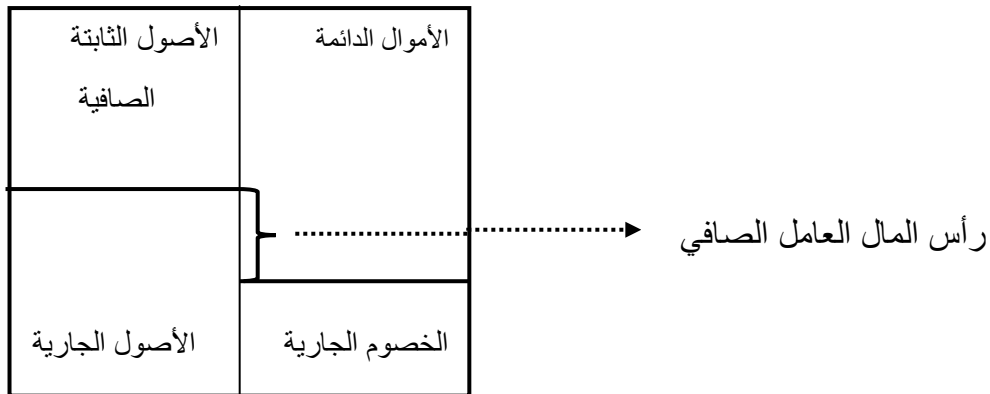 الأموال الدائمة
الأصول الثابتة
الصافية
رأس المال العامل الصافي
الخصوم الجارية
الأصول الجارية